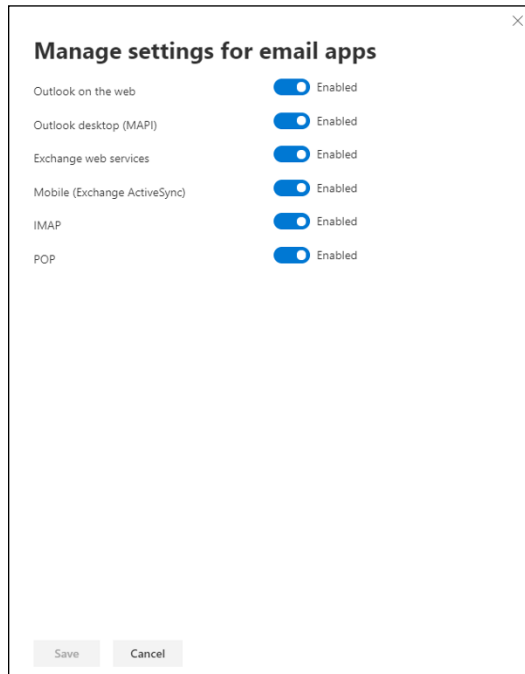 Manage settings for email apps
Outlook on the web Enabled
Outlook desktop (MAPI) Enabled
Exchange web services Enabled
Mobile (Exchange ActiveSync) Enabled
IMAP Enabled
POP Enabled
Save Cancel